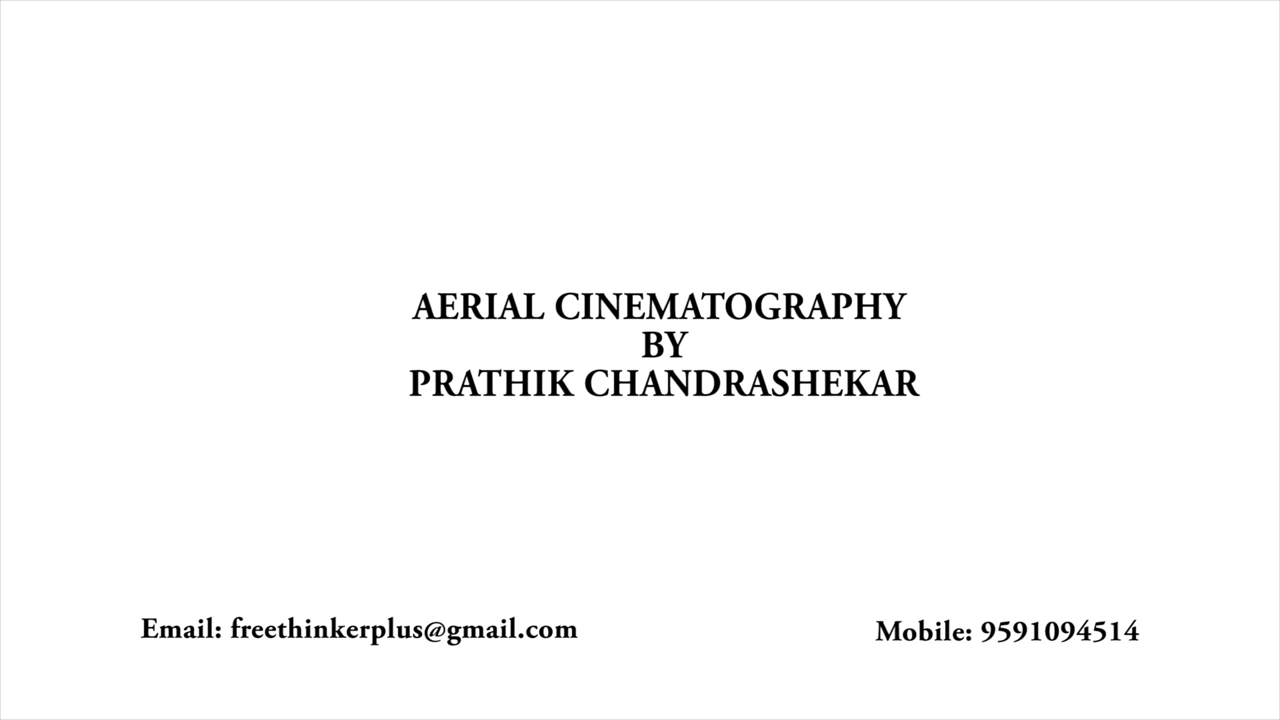 AERIAL CINEMATOGRAPHY
BY
PRATHIK CHANDRASHEKAR
Email: freethinkerplus@gmail.com
Mobile: 9591094514